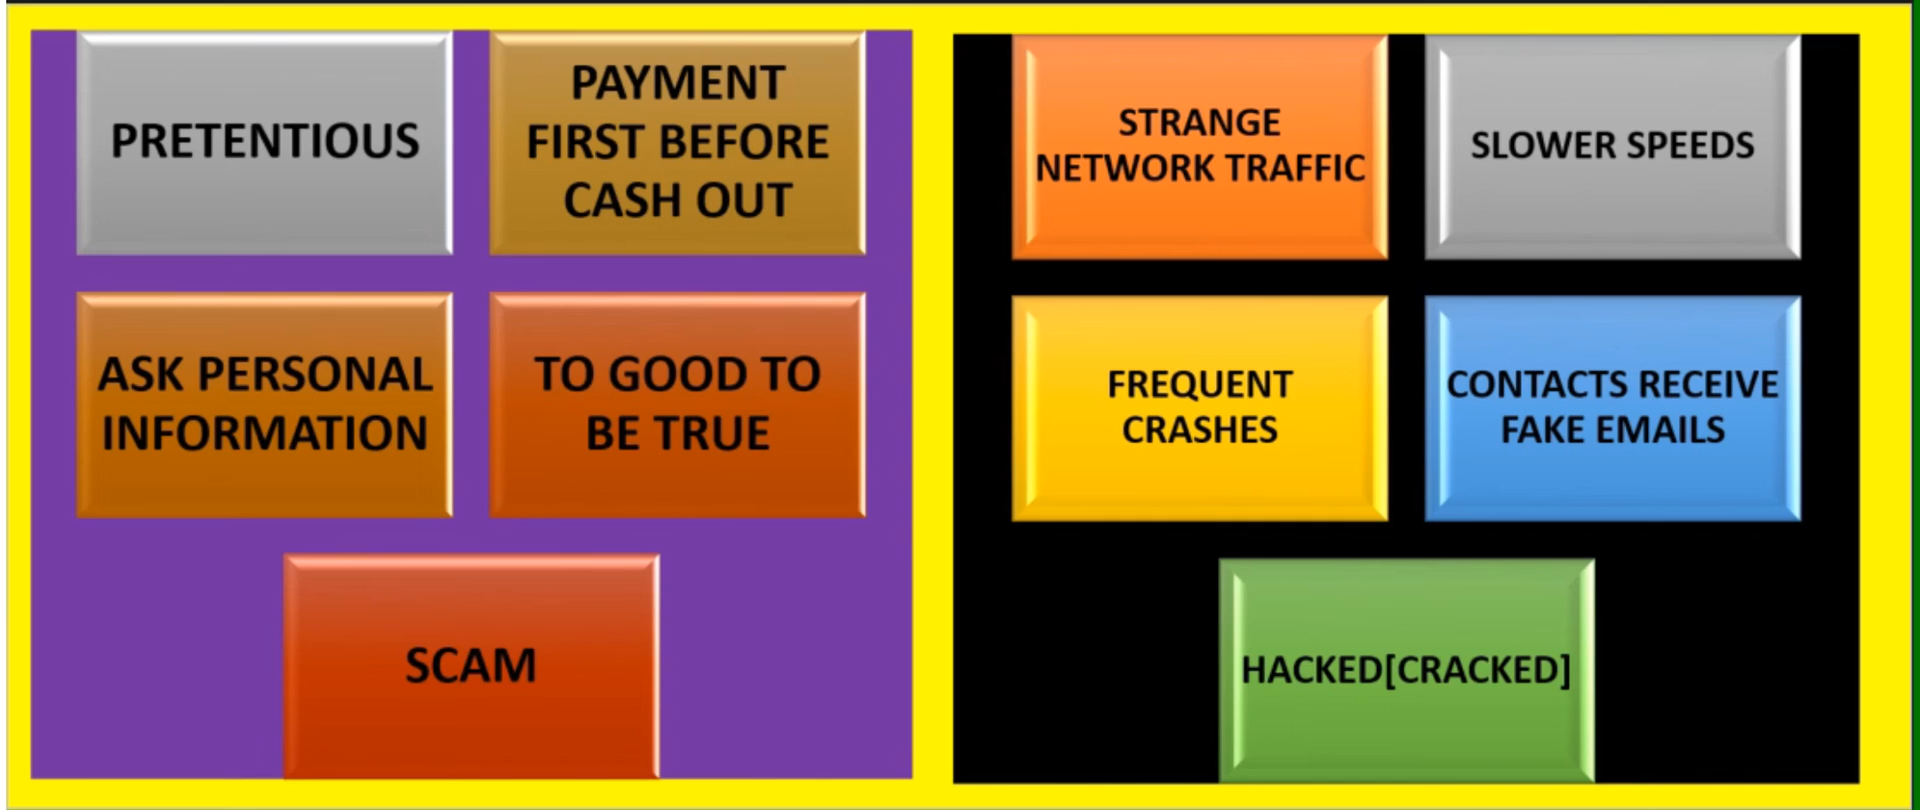 PRETENTIOUS
PAYMENT
FIRST BEFORE
CASH OUT
ASK PERSONAL
INFORMATION
TO GOOD TO
BE TRUE
SCAM
STRANGE
NETWORK TRAFFIC
SLOWER SPEEDS
FREQUENT
CRASHES
CONTACTS RECEIVE
FAKE EMAILS
HACKED[CRACKED]